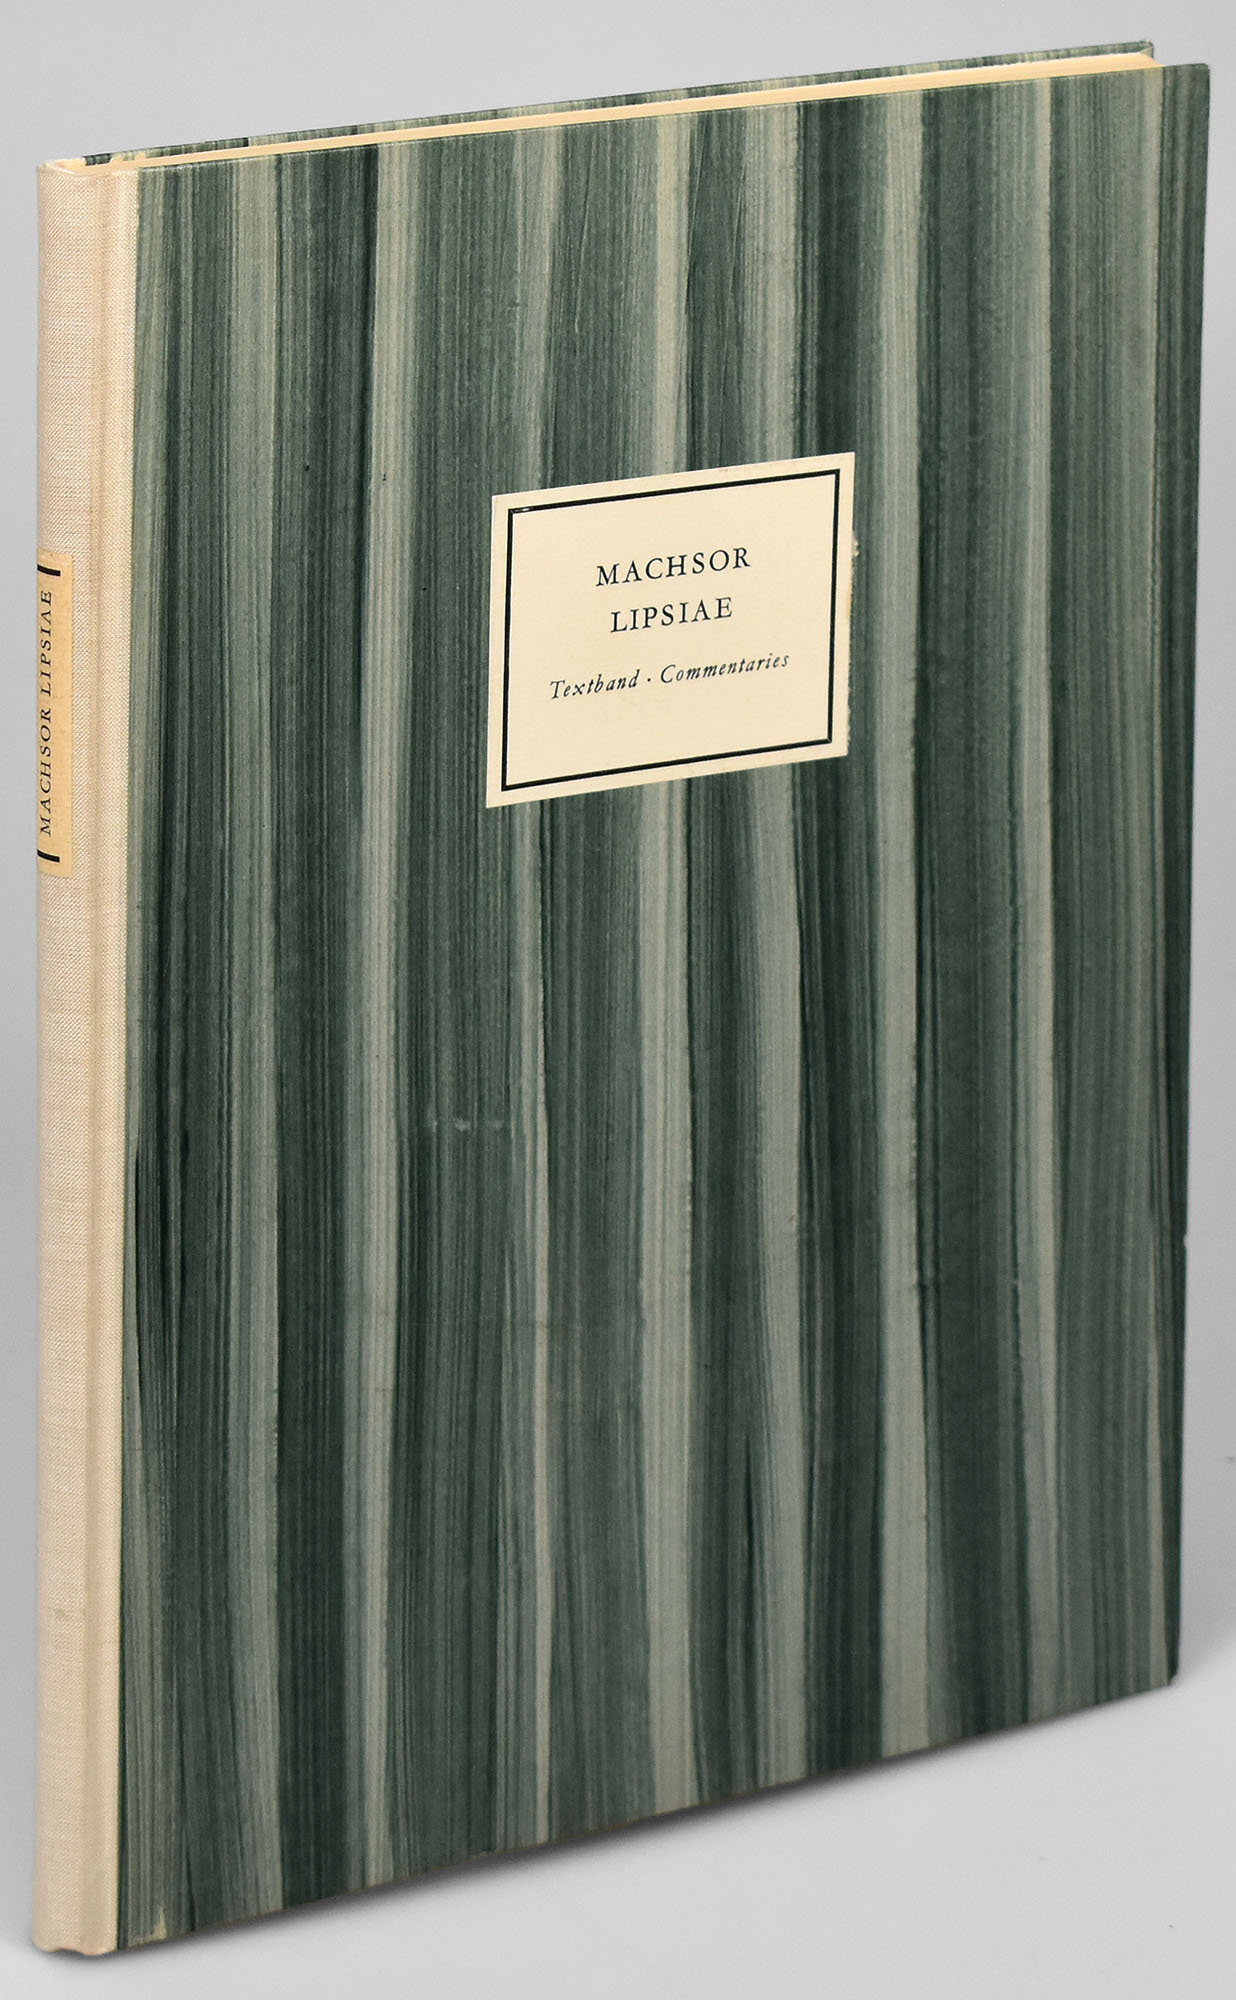 MACHSOR
LIPSIAE
Textband · Commentaries
MACHSOR LIPSIAE